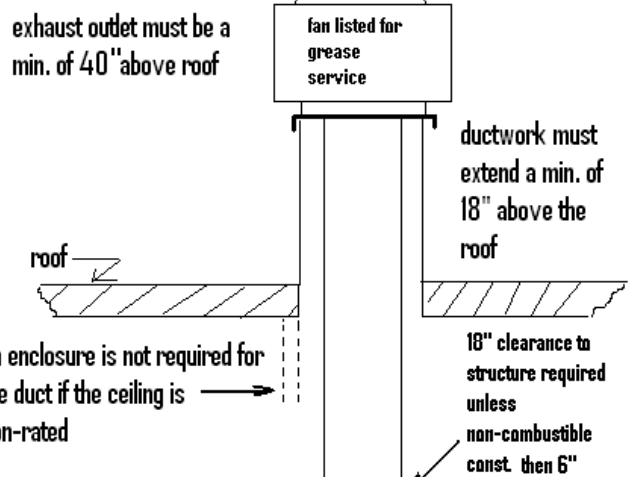 exhaust outlet must be a
min. of 40" above roof
fan listed for
grease
service
ductwork must
extend a min. of
18" above the
roof
roof
enclosure is not required for
duct if the ceiling is
18" clearance to
structure required
unless
non-combustible
const. then 6"